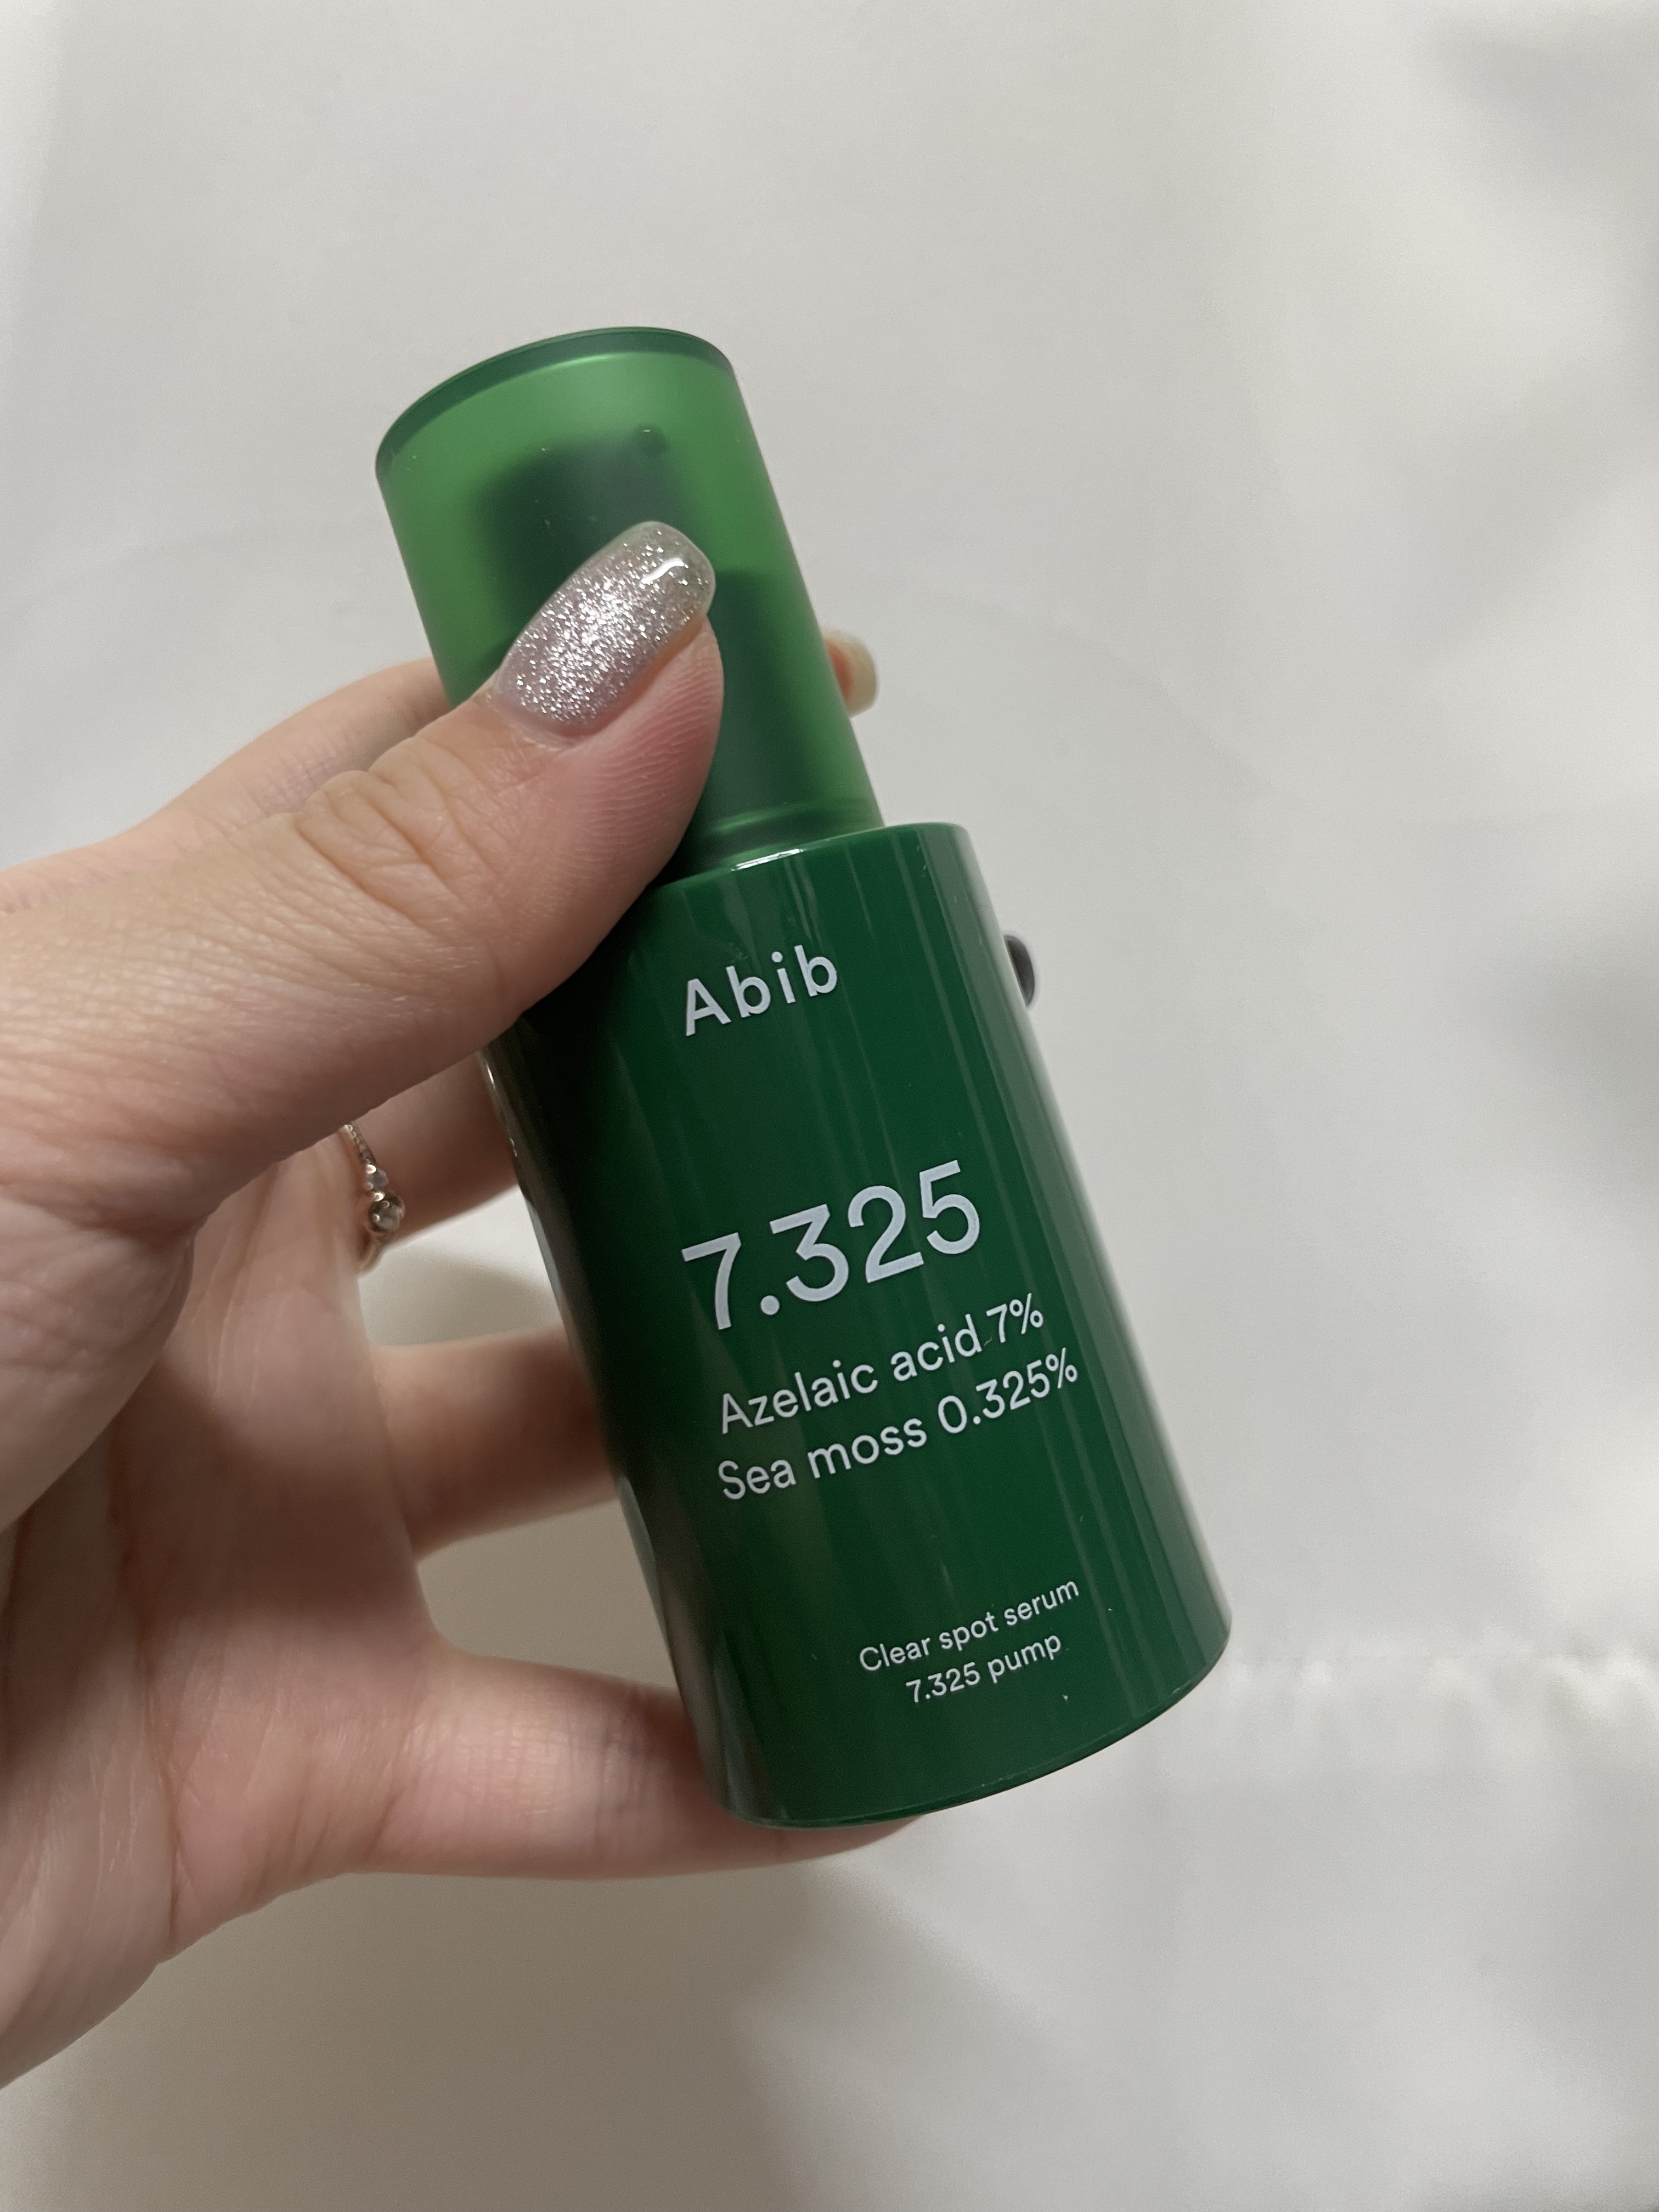 Abib
7.325
Azelaic acid 7%
Sea moss 0.325%
Clear spot serum
7.325 pump